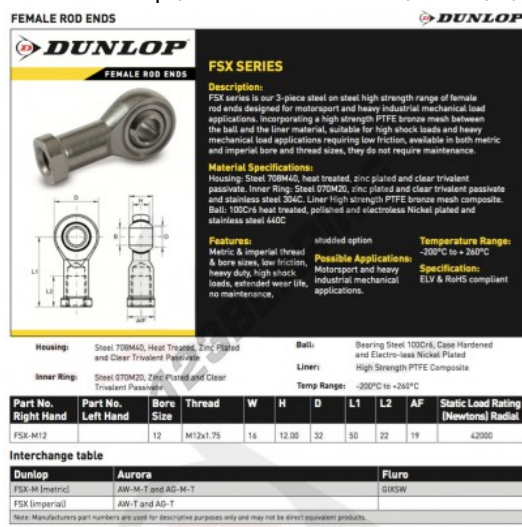 FEMALE ROD ENDS
DUNLOP
DUNLOP
FEMALE ROD ENDS
FSX SERIES
Description:
FSX series is our 3-piece steel on steel high strength range of female
rod ends designed for motorsport and heavy industrial mechanical load
applications. Incorporating a high strength PTFE bronze mesh between
the ball and the liner material, suitable for high shock loads and heavy
mechanical load applications requiring low friction, available in both metric
and imperial bore and thread sizes, they do not require maintenance.
Material Specifications:
Housing: Steel 708M40, heat treated, zinc plated and clear trivalent
passivate. Inner Ring: Steel 070M20, zinc plated and clear trivalent passivate
and stainless steel 304C. Liner High strength PTFE bronze mesh composite.
Ball: 100Cr6 heat treated, polished and electroless Nickel plated and
stainless steel 440C
Features:
Metric & imperial thread
& bore sizes, low friction,
heavy duty, high shock
loads, extended wear life,
no maintenance,
studded option
Possible Applications:
Motorsport and heavy
industrial mechanical
applications.
Temperature Range:
-200°C to + 260°C
Specification:
ELV & RoHS compliant
D
W
H
B
L1
L2
A/F
Housing: Steel 708M40, Heat Treated, Zinc Plated
and Clear Trivalent Passivate
Inner Ring: Steel 070M20, Zinc Plated and Clear
Trivalent Passivate
Ball: Bearing Steel 100Cr6, Case Hardened
and Electro-less Nickel Plated
Liner: High Strength PTFE Composite
Temp Range: -200°C to +260°C
Part No. Right Hand Part No. Left Hand Bore Size Thread W H D L1 L2 AF Static Load Rating (Newtons) Radial
FSX-M12 12 M12x1.75 16 12.00 32 50 22 19 42000
Interchange table
Dunlop Aurora Fluro
FSX-M (metric) AW-M-T and AG-M-T GIXSW
FSX (imperial) AW-T and AG-T
Note: Manufacturers part numbers are used for descriptive purposes only and may not be direct equivalent products.